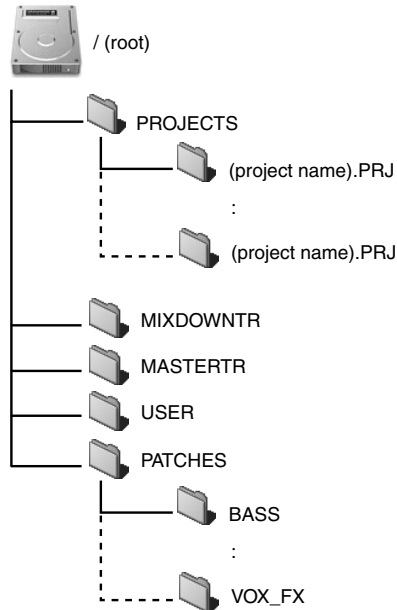 / (root)
PROJECTS
(project name).PRJ
:
(project name).PRJ
MIXDOWNTR
MASTERTR
USER
PATCHES
BASS
:
VOX_FX